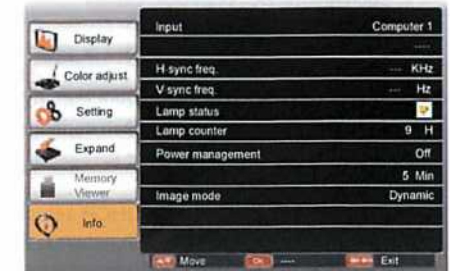 Display
Color adjust
Setting
Expand
Memory
Viewer
Info.
Input Computer 1
----
H-sync freq. --- KHz
V-sync freq. --- Hz
Lamp status
Lamp counter 9 H
Power management Off
5 Min
Image mode Dynamic
Move
OK ----
Exit